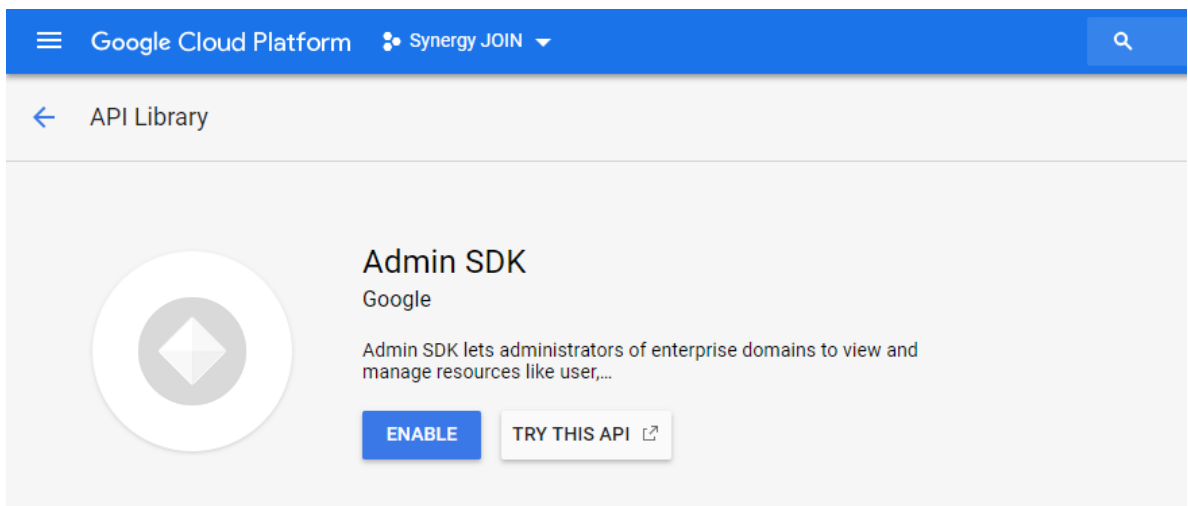 Google Cloud Platform Synergy JOIN
API Library
Admin SDK
Google
Admin SDK lets administrators of enterprise domains to view and
manage resources like user,...
ENABLE TRY THIS API